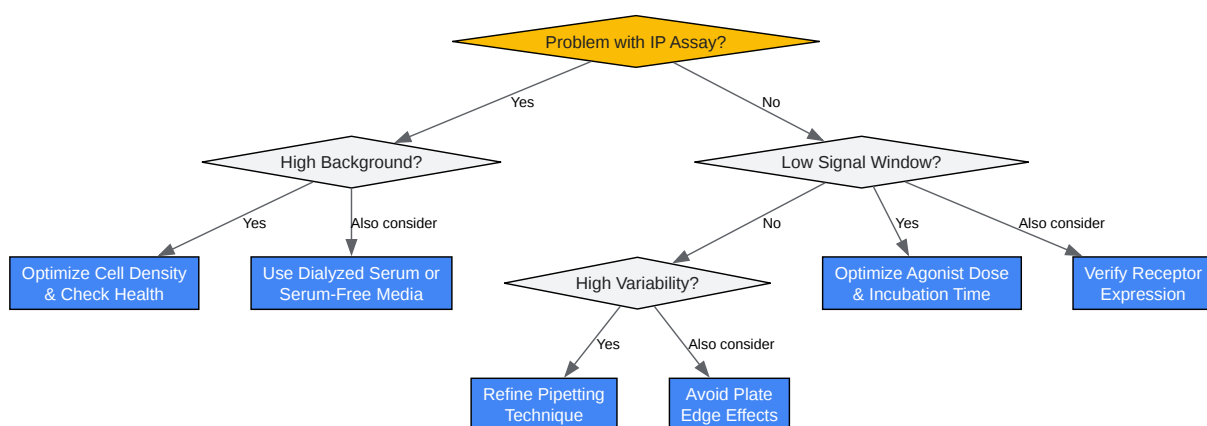 Problem with IP Assay?
Yes
No
High Background?
Low Signal Window?
Yes
Also consider
No
Yes
Also consider
Optimize Cell Density
& Check Health
Use Dialyzed Serum or
Serum-Free Media
High Variability?
Optimize Agonist Dose
& Incubation Time
Verify Receptor
Expression
Yes
Also consider
Refine Pipetting
Technique
Avoid Plate
Edge Effects